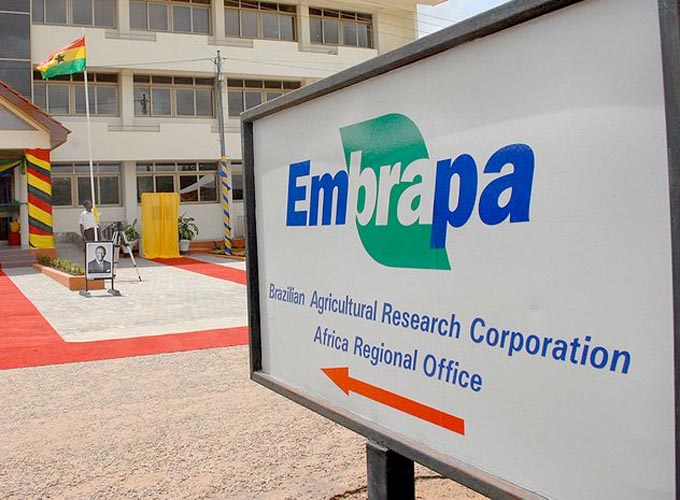 Embrapa
Brazilian Agricultural Research Corporation
Africa Regional Office